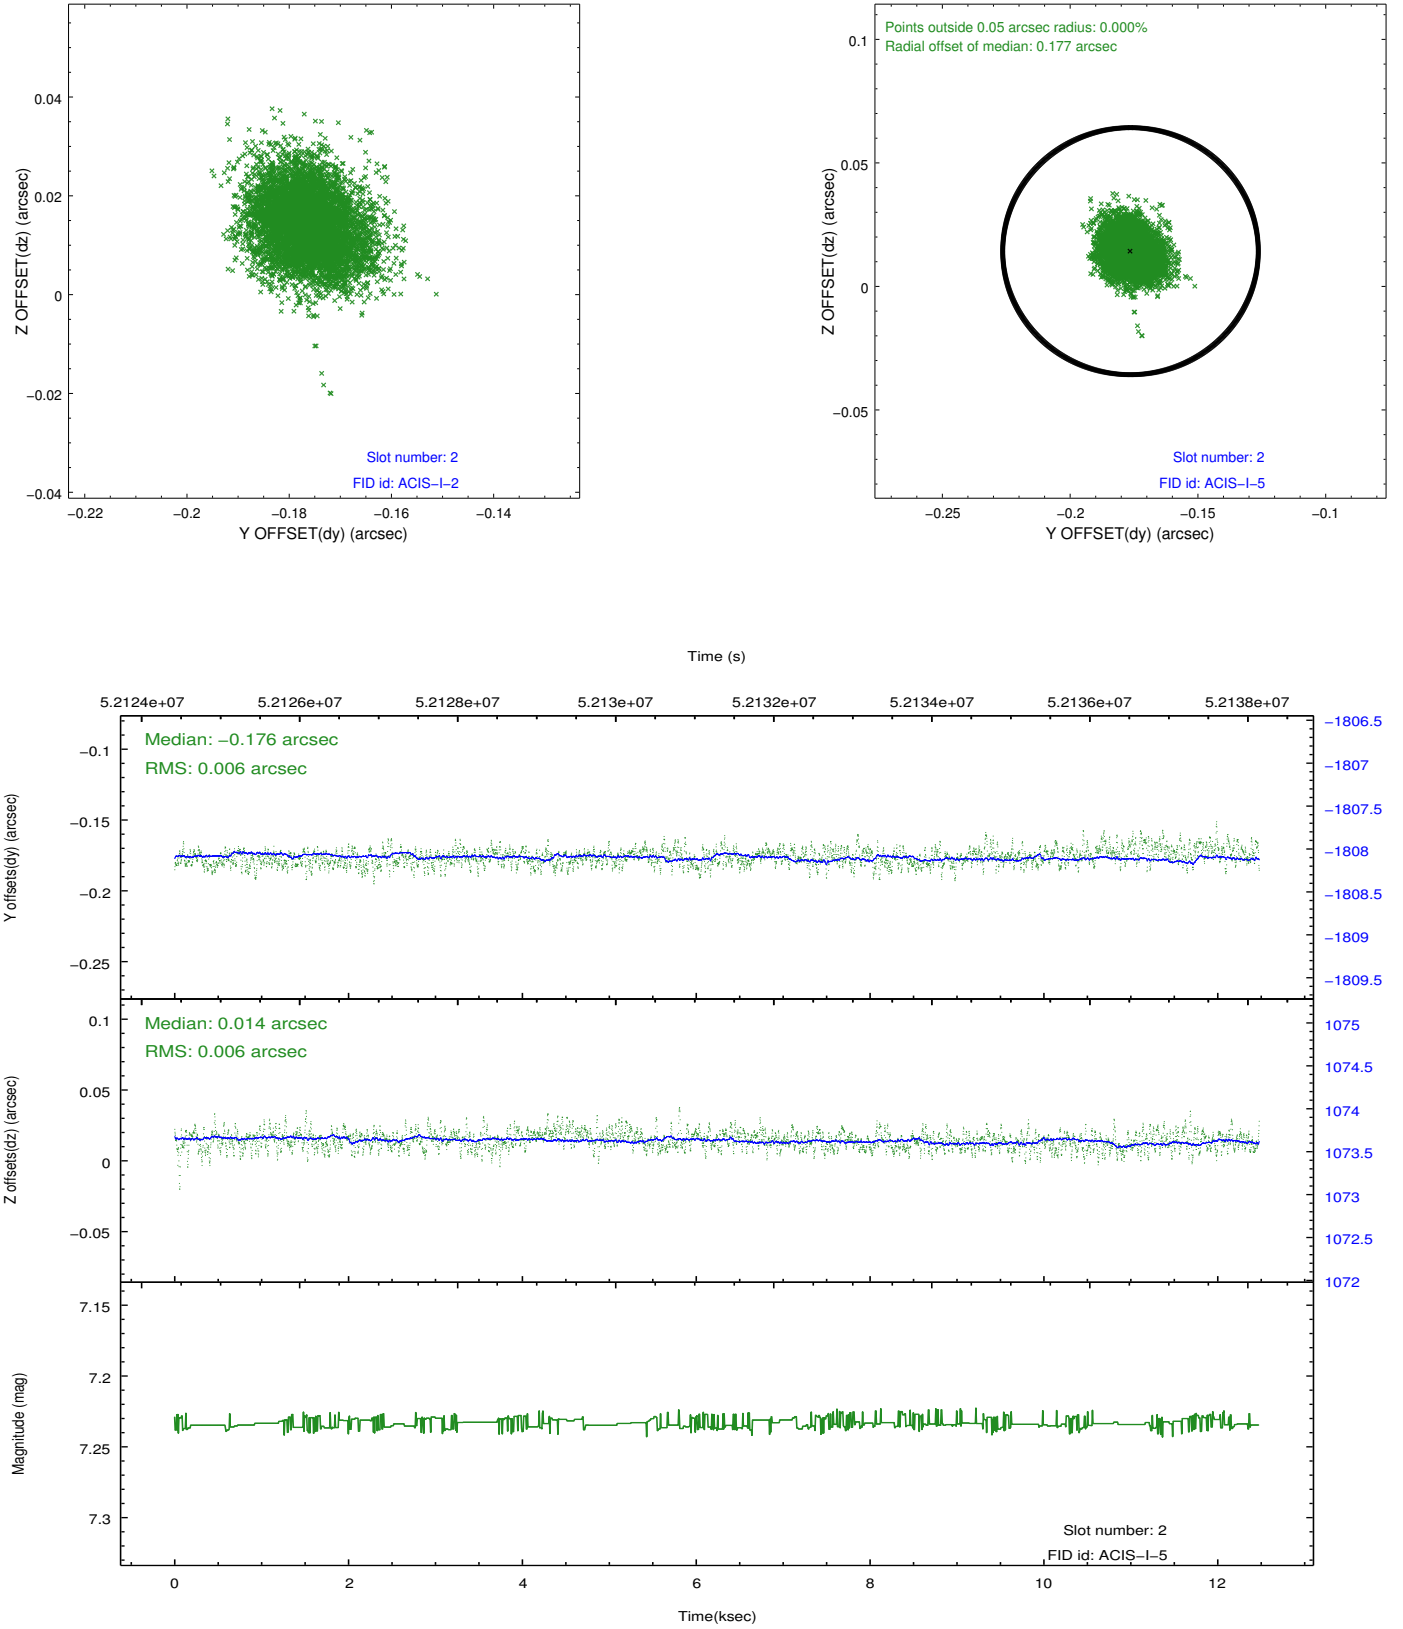 0.04
0.02
0
−0.02
−0.04
−0.22
−0.2
−0.18
−0.16
−0.14
Z OFFSET(dz) (arcsec)
Y OFFSET(dy) (arcsec)
Slot number: 2
FID id: ACIS−I−2
Points outside 0.05 arcsec radius: 0.000%
Radial offset of median: 0.177 arcsec
0.1
0.05
0
−0.05
−0.25
−0.2
−0.15
−0.1
Z OFFSET(dz) (arcsec)
Y OFFSET(dy) (arcsec)
Slot number: 2
FID id: ACIS−I−5
Time (s)
5.2124e+07 5.2126e+07 5.2128e+07 5.213e+07 5.2132e+07 5.2134e+07 5.2136e+07 5.2138e+07
Median: −0.176 arcsec
RMS: 0.006 arcsec
−0.1
−0.15
−0.2
−0.25
Y offsets(dy) (arcsec)
−1806.5
−1807
−1807.5
−1808
−1808.5
−1809
−1809.5
Median: 0.014 arcsec
RMS: 0.006 arcsec
0.1
0.05
0
−0.05
Z offsets(dz) (arcsec)
1075
1074.5
1074
1073.5
1073
1072.5
1072
7.15
7.2
7.25
7.3
Magnitude (mag)
Slot number: 2
FID id: ACIS−I−5
0 2 4 6 8 10 12
Time(ksec)